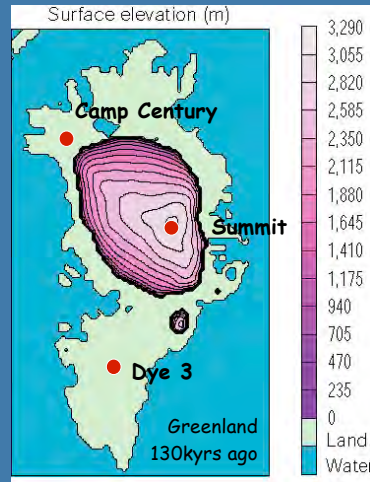 Surface elevation (m)
Camp Century
Summit
Dye 3
Greenland
130kyrs ago
3,290
3,055
2,820
2,585
2,350
2,115
1,880
1,645
1,410
1,175
940
705
470
235
0
Land
Water